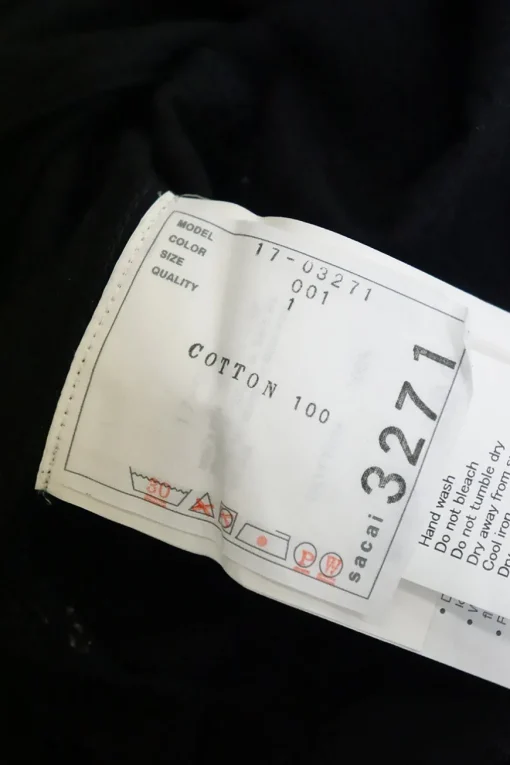 MODEL 17-03271
COLOR 001
SIZE 1
QUALITY
COTTON 100
30
P
W
sacai 3271
Hand wash
Do not bleach
Do not tumble dry
Dry away from
Cool iron